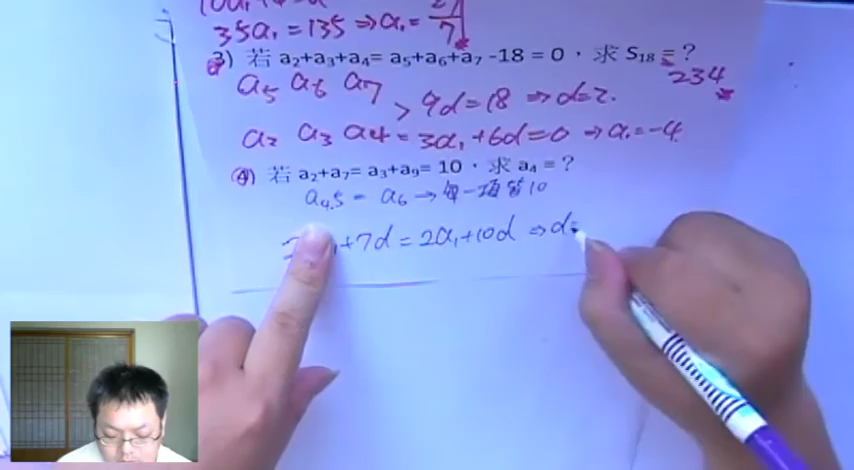 35a₁=135⇒a₁=27/7
3) 若 a₂+a₃+a₄= a₅+a₆+a₇ -18 = 0，求 S₁₈ = ?
234
a₅ a₆ a₇
> 9d=18 ⇒d=2.
a₂ a₃ a4=3a₁+6d=0 ⇒a₁=-4.
(4) 若 a₂+a₇= a₃+a₉= 10，求 a₄ = ?
a₄.₅ = a₆ → 每一項皆10
+7d=2a₁+10d ⇒d=